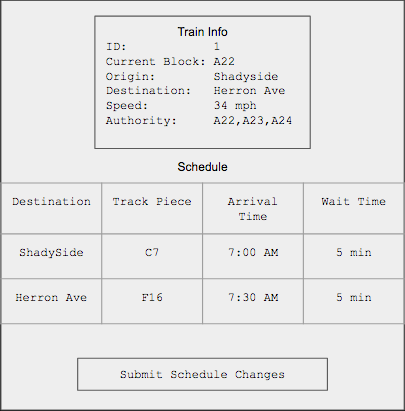 Train Info
ID: 1
Current Block: A22
Origin: Shadyside
Destination: Herron Ave
Speed: 34 mph
Authority: A22,A23,A24
Schedule
Destination Track Piece Arrival Time Wait Time
ShadySide C7 7:00 AM 5 min
Herron Ave F16 7:30 AM 5 min
Submit Schedule Changes